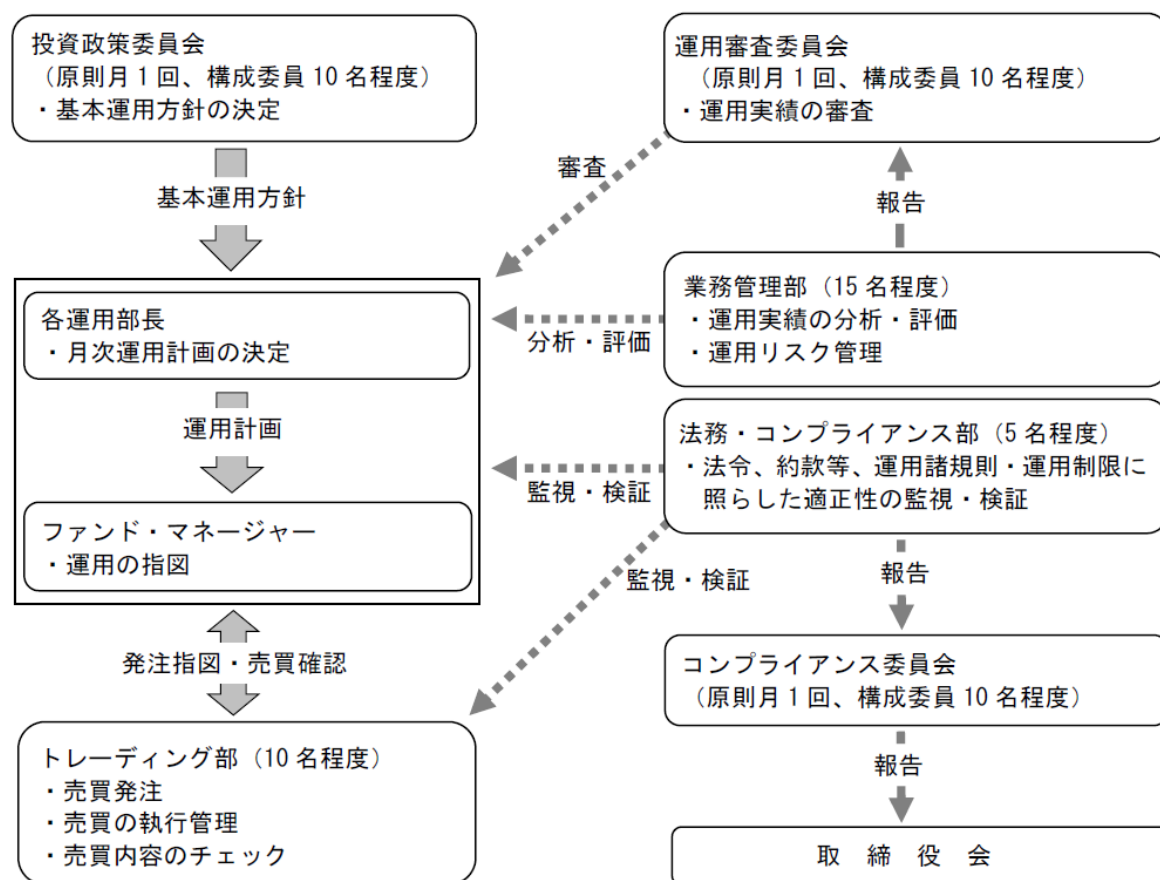 投資政策委員会
（原則月1回、構成委員10名程度）
・基本運用方針の決定
基本運用方針
各運用部長
・月次運用計画の決定
運用計画
ファンド・マネージャー
・運用の指図
発注指図・売買確認
トレーディング部（10名程度）
・売買発注
・売買の執行管理
・売買内容のチェック
運用審査委員会
（原則月1回、構成委員10名程度）
・運用実績の審査
審査
報告
業務管理部（15名程度）
・運用実績の分析・評価
・運用リスク管理
分析・評価
法務・コンプライアンス部（5名程度）
・法令、約款等、運用諸規則・運用制限に
照らした適正性の監視・検証
監視・検証
監視・検証
報告
コンプライアンス委員会
（原則月1回、構成委員10名程度）
報告
取　締　役　会